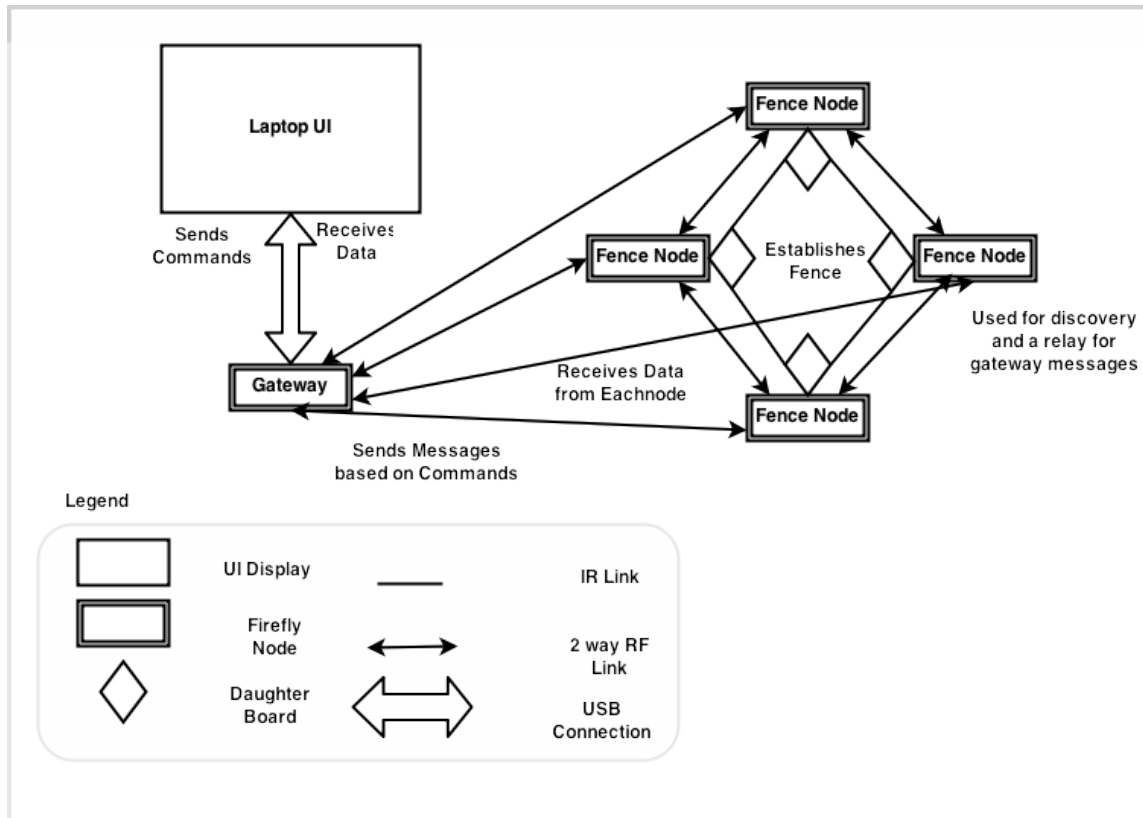 Laptop UI
Sends
Commands
Receives
Data
Gateway
Fence Node
Fence Node
Establishes
Fence
Fence Node
Used for discovery
and a relay for
gateway messages
Receives Data
from Eachnode
Fence Node
Sends Messages
based on Commands
Legend
UI Display
IR Link
Firefly
Node
2 way RF
Link
Daughter
Board
USB
Connection